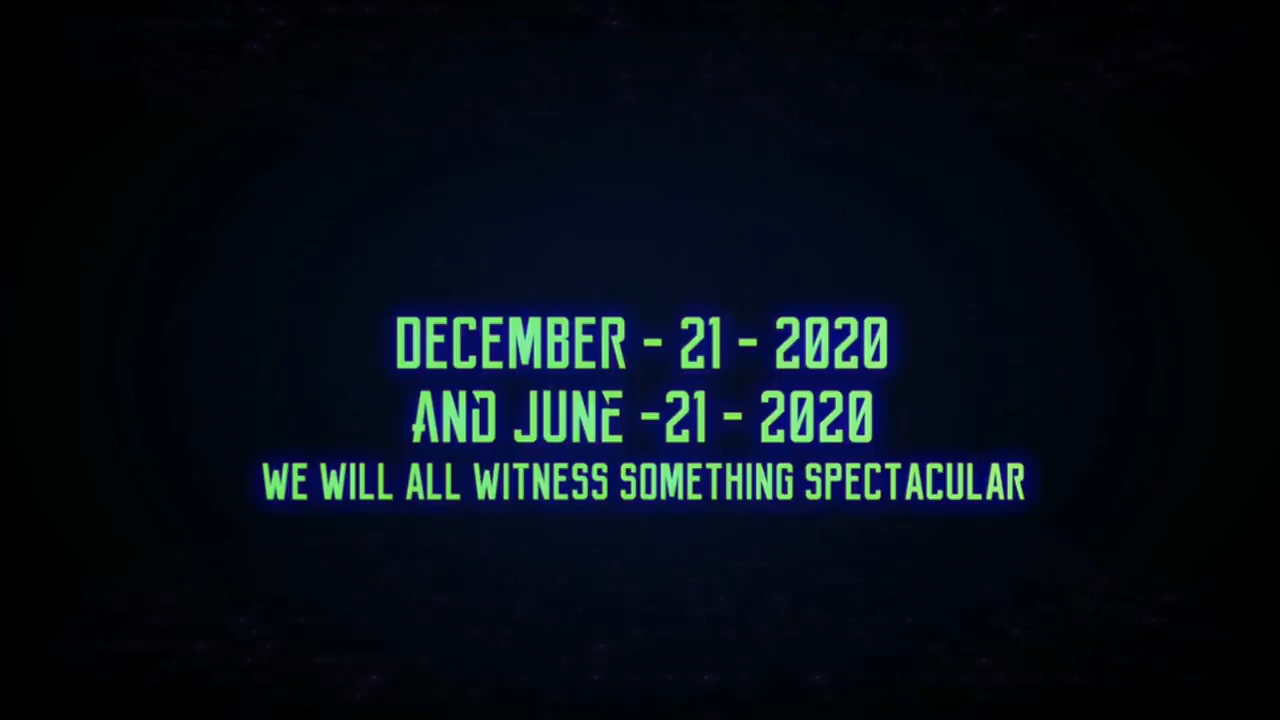 DECEMBER - 21 - 2020
AND JUNE -21 - 2020
WE WILL ALL WITNESS SOMETHING SPECTACULAR